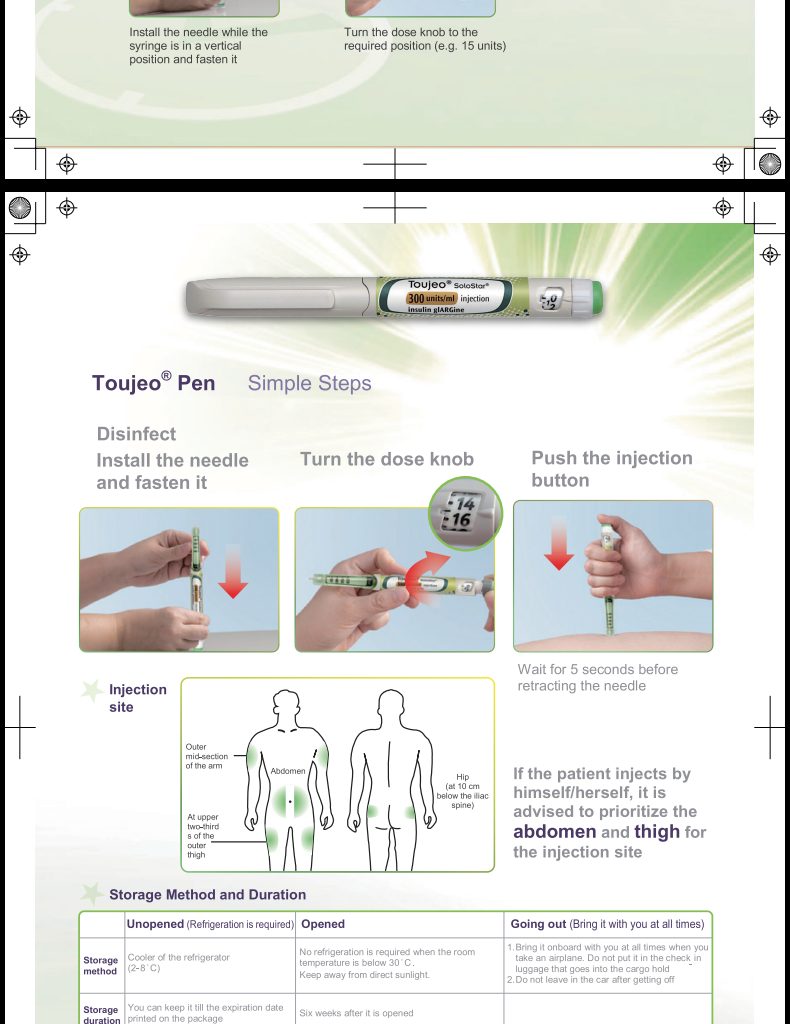 Install the needle while the
syringe is in a vertical
position and fasten it
Turn the dose knob to the
required position (e.g. 15 units)
Toujeo® SoloStar®
300 units/ml injection
insulin glARGine
Toujeo® Pen Simple Steps
Disinfect
Install the needle
and fasten it
Turn the dose knob
Push the injection
button
14
16
Wait for 5 seconds before
retracting the needle
Injection
site
Outer
mid-section
of the arm
Abdomen
At upper
two-third
s of the
outer
thigh
Hip
(at 10 cm
below the iliac
spine)
If the patient injects by
himself/herself, it is
advised to prioritize the
abdomen and thigh for
the injection site
Storage Method and Duration
Unopened (Refrigeration is required) Opened Going out (Bring it with you at all times)
Storage
method
Cooler of the refrigerator
(2-8°C)
No refrigeration is required when the room
temperature is below 30°C.
Keep away from direct sunlight.
1.Bring it onboard with you at all times when you
take an airplane. Do not put it in the check in
luggage that goes into the cargo hold
2.Do not leave in the car after getting off
Storage
duration
You can keep it till the expiration date
printed on the package
Six weeks after it is opened